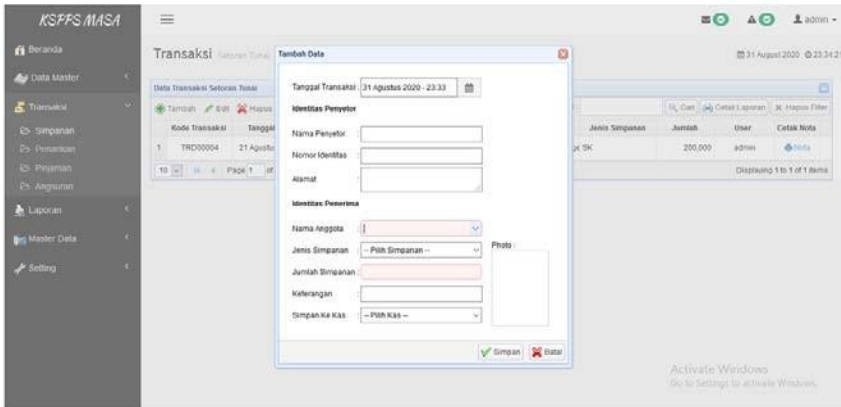 KSPPS MASA
admin
Beranda
Transaksi Setoran Tunai
Tambah Data
31 August 2020
Data Master
Data Transaksi Setoran Tunai
Tanggal Transaksi : 31 Agustus 2020 - 23:33
Transaksi
Tambah Edit Hapus
Identitas Penyetor
Cari Cetak Laporan Hapus Filter
Kode Transaksi Tanggal
Jenis Simpanan Jumlah User Cetak Nota
Simpanan
Nama Penyetor :
1 TRD00004 21 Agustu
SK 200,000 admin Nota
Penarikan
Nomor Identitas :
10 Page 1 of
Displaying 1 to 1 of 1 items
Pinjaman
Alamat :
Angsuran
Identitas Penerima
Laporan
Nama Anggota :
Master Data
Jenis Simpanan : -- Pilih Simpanan --
Photo :
Jumlah Simpanan :
Setting
Keterangan :
Simpan Ke Kas : -- Pilih Kas --
Simpan Batal
Activate Windows
Go to Settings to activate Windows.